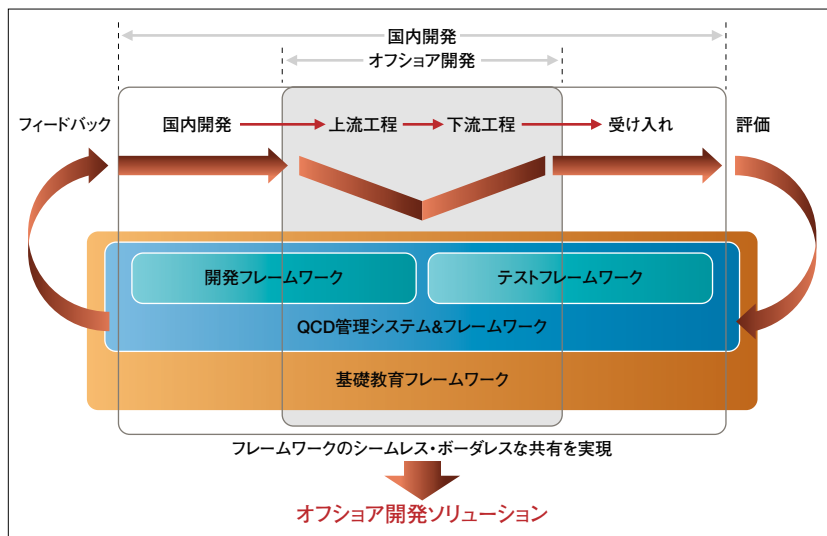 国内開発
オフショア開発
フィードバック 国内開発 上流工程 下流工程 受け入れ 評価
開発フレームワーク テストフレームワーク
QCD管理システム&フレームワーク
基礎教育フレームワーク
フレームワークのシームレス・ボーダレスな共有を実現
オフショア開発ソリューション